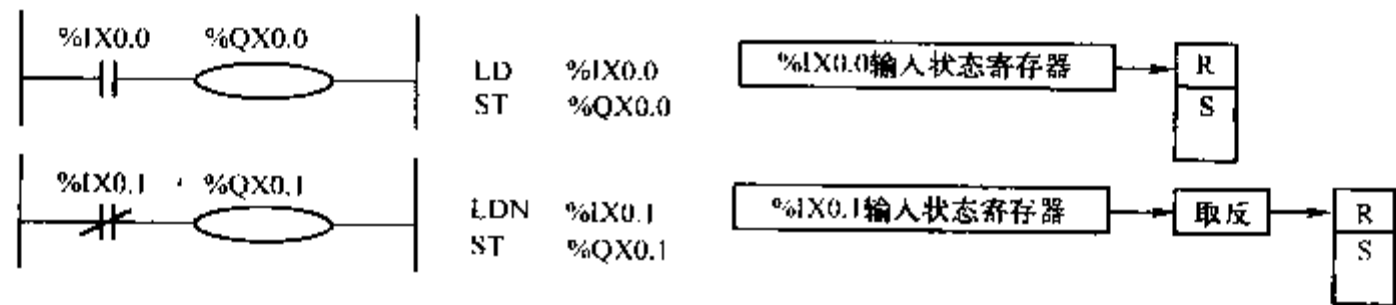 %IX0.0 %QX0.0
LD %IX0.0
ST %QX0.0
%IX0.0输入状态寄存器
R
S
%IX0.1 %QX0.1
LDN %IX0.1
ST %QX0.1
%IX0.1输入状态寄存器
取反
R
S